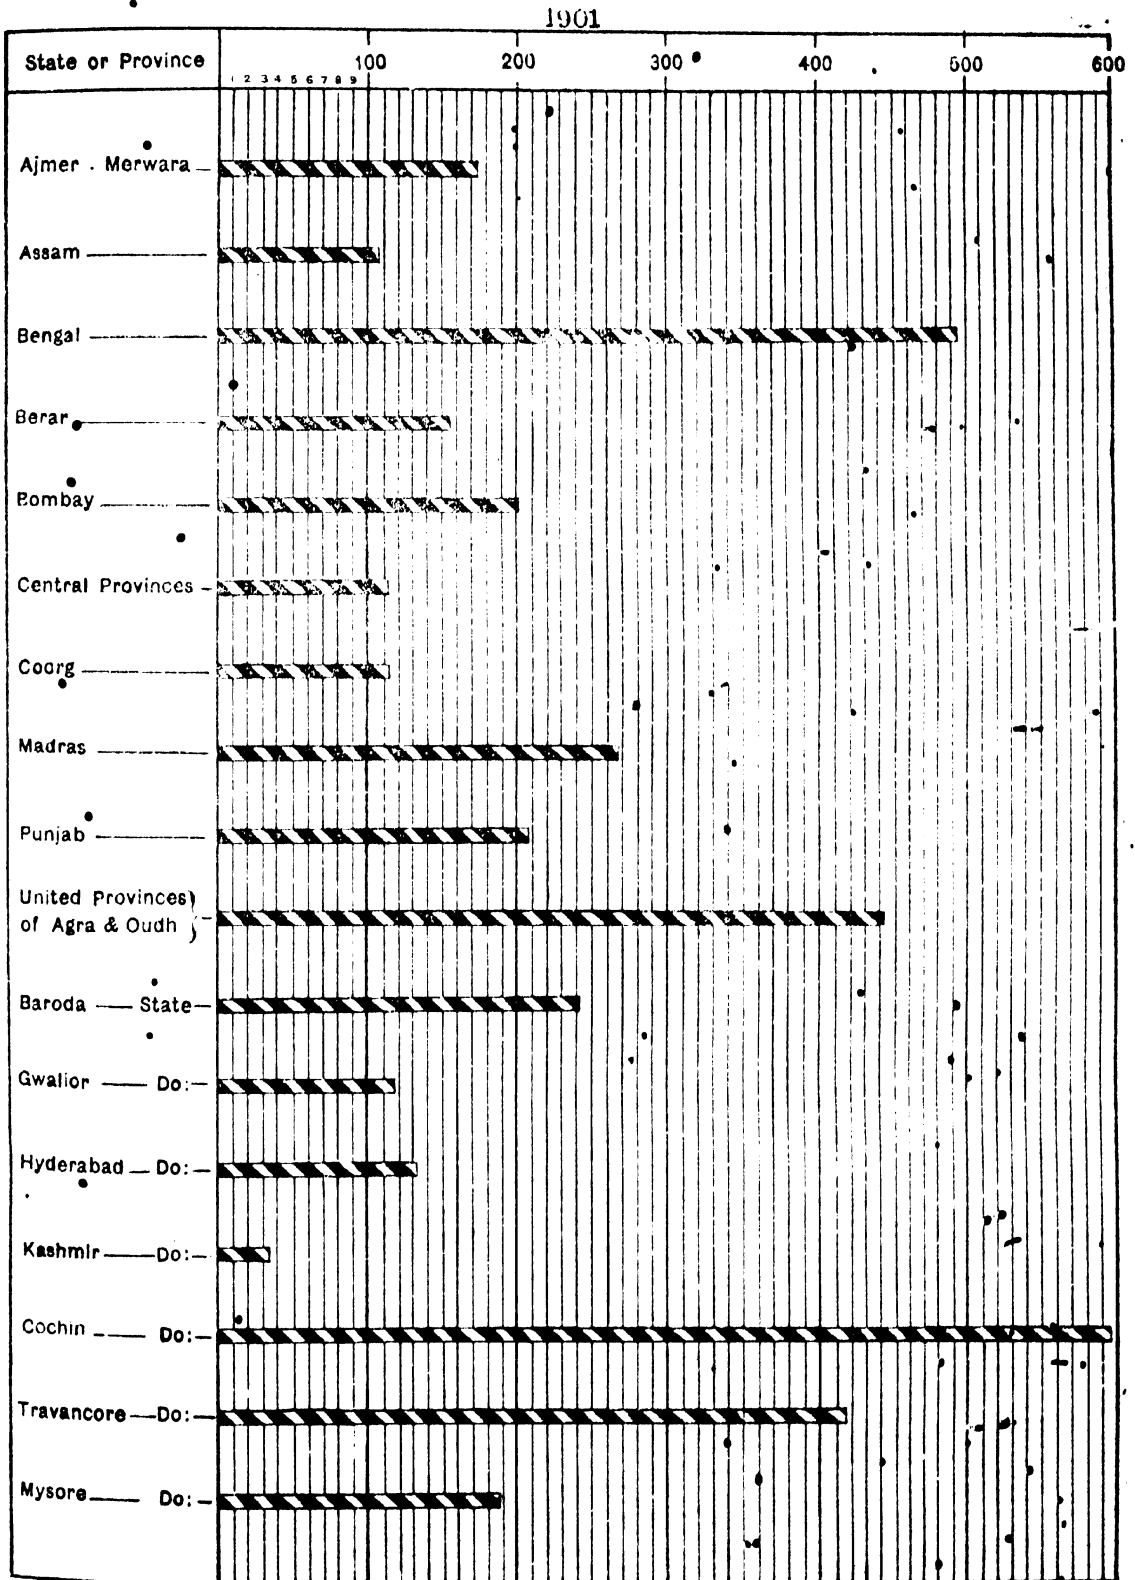 1901
State or Province 1 2 3 4 5 6 7 8 9 100 200 300 400 500 600
Ajmer . Merwara
Assam
Bengal
Berar
Bombay
Central Provinces
Coorg
Madras
Punjab
United Provinces
of Agra & Oudh
Baroda State
Gwalior Do:
Hyderabad Do:
Kashmir Do:
Cochin Do:
Travancore Do:
Mysore Do: